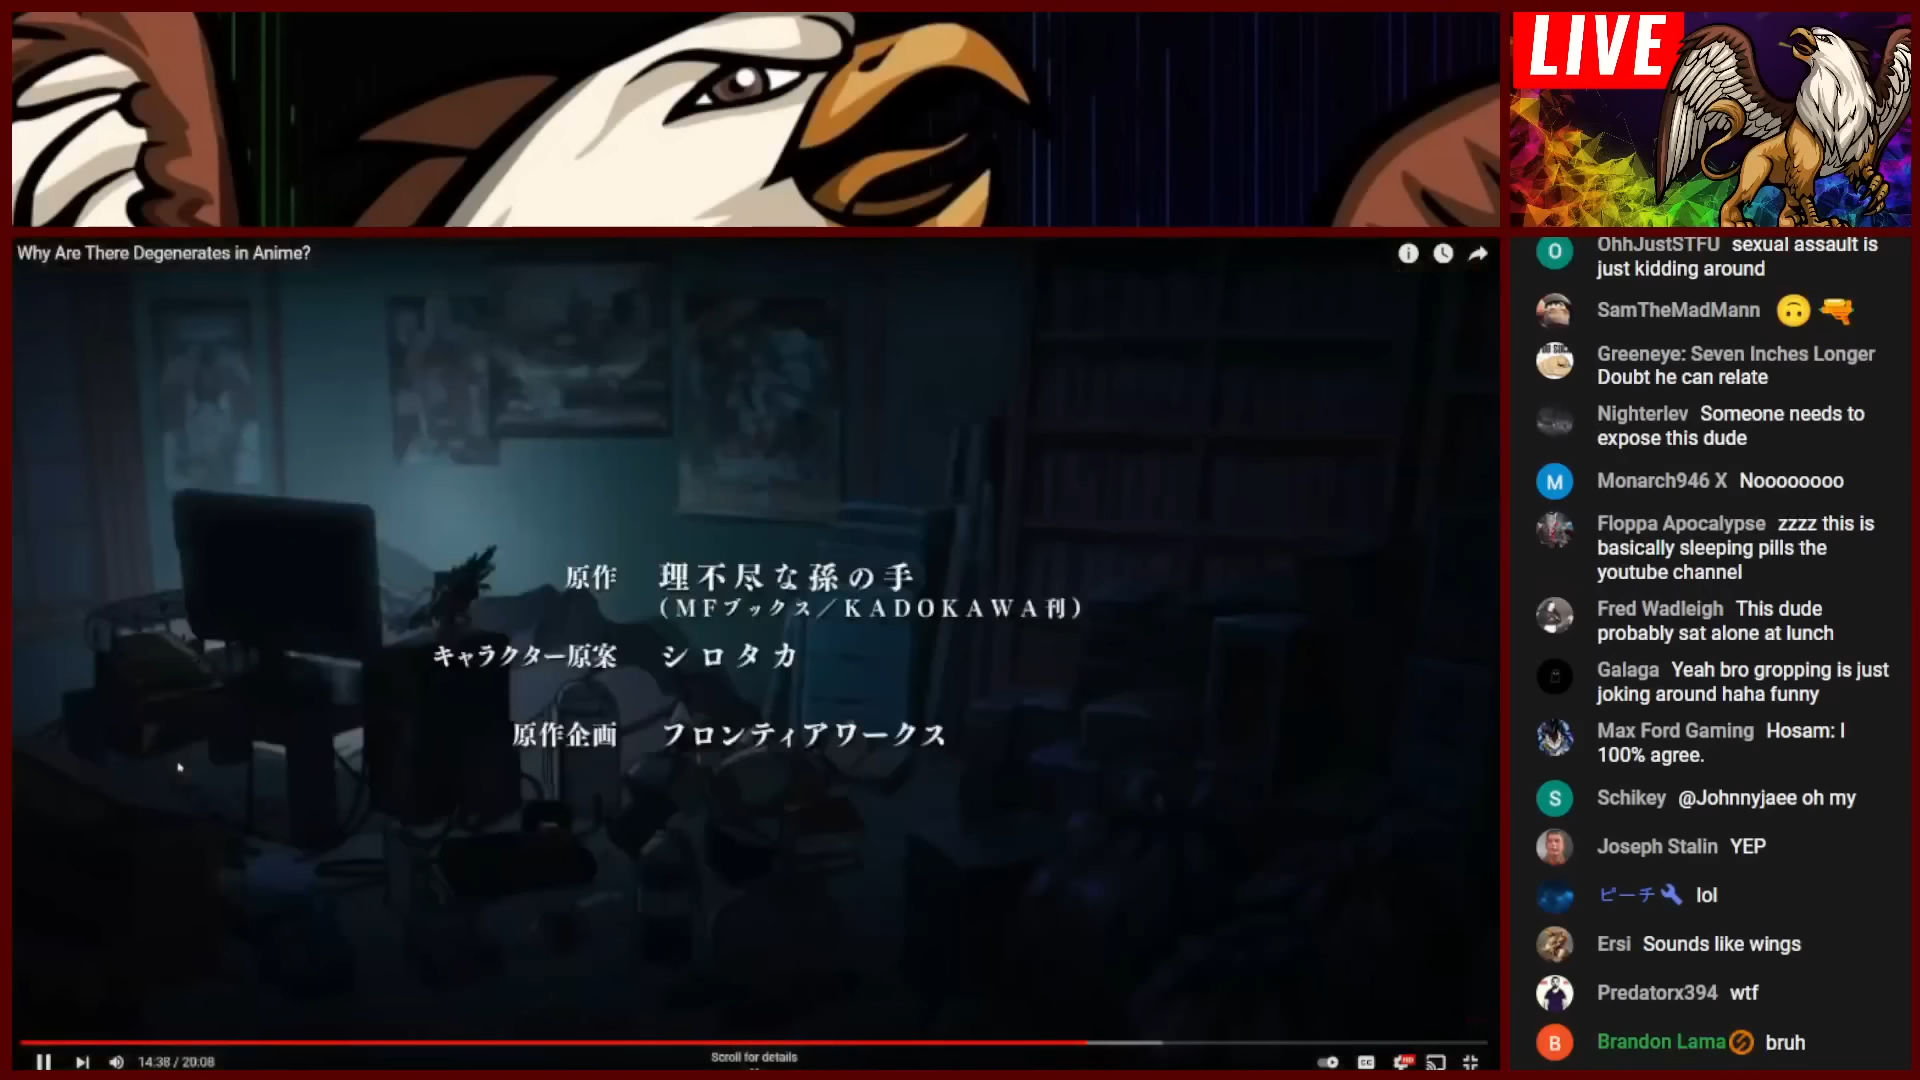 LIVE
Why Are There Degenerates in Anime?
原作 理不尽な孫の手
(MFブックス/KADOKAWA刊)
キャラクター原案 シロタカ
原作企画 フロンティアワークス
14:38 / 20:08
Scroll for details
CC
HD
O OhhJustSTFU sexual assault is
just kidding around
SamTheMadMann
Greeneye: Seven Inches Longer
Doubt he can relate
Nighterlev Someone needs to
expose this dude
M Monarch946 X Noooooooo
Floppa Apocalypse zzzz this is
basically sleeping pills the
youtube channel
Fred Wadleigh This dude
probably sat alone at lunch
Galaga Yeah bro gropping is just
joking around haha funny
Max Ford Gaming Hosam: I
100% agree.
S Schikey @Johnnyjaee oh my
Joseph Stalin YEP
ピーチ lol
Ersi Sounds like wings
Predatorx394 wtf
B Brandon Lama bruh